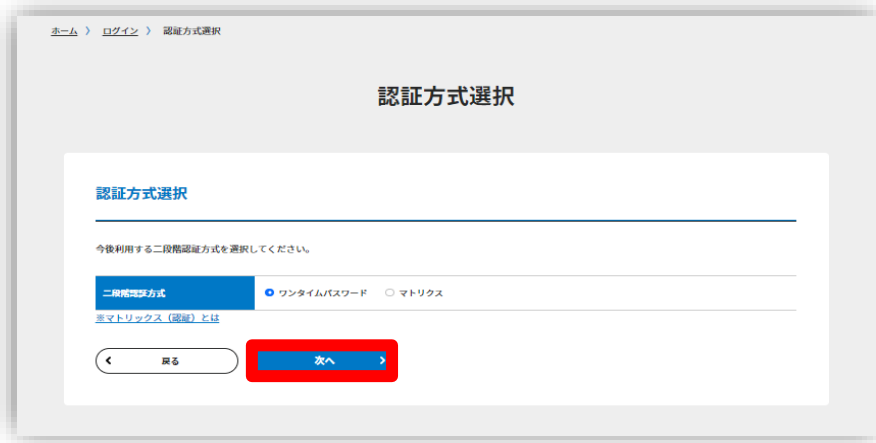 ホーム 〉 ログイン 〉 認証方式選択
認証方式選択
認証方式選択
今後利用する二段階認証方式を選択してください。
二段階認証方式 ワンタイムパスワード マトリクス
※マトリックス（認証）とは
戻る 次へ